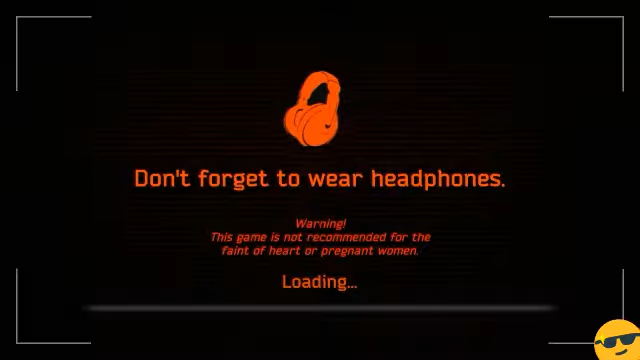 Don't forget to wear headphones.
Warning!
This game is not recommended for the
faint of heart or pregnant women.
Loading...